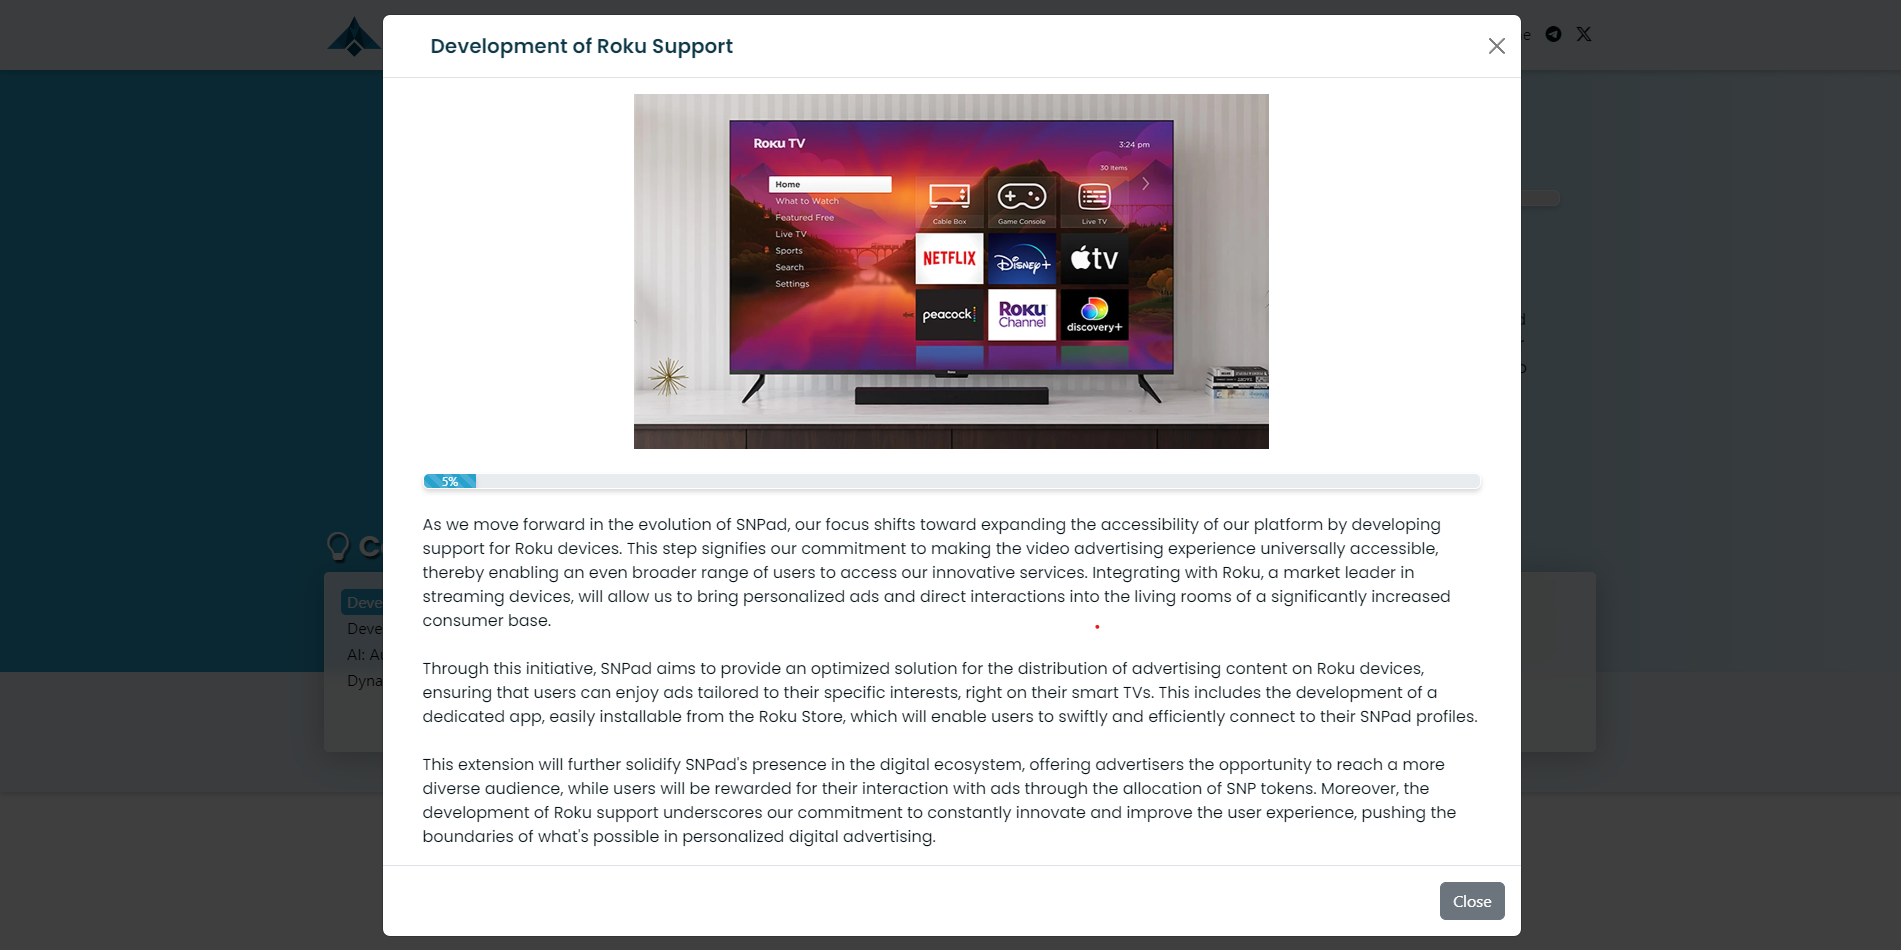 Development of Roku Support
Roku TV
3:24 pm
30 Items
Home
What to Watch
Featured Free
Live TV
Sports
Search
Settings
Cable Box
Game Console
Live TV
NETFLIX
Disney+
tv
peacock
Roku Channel
discovery+
5%
As we move forward in the evolution of SNPad, our focus shifts toward expanding the accessibility of our platform by developing
support for Roku devices. This step signifies our commitment to making the video advertising experience universally accessible,
thereby enabling an even broader range of users to access our innovative services. Integrating with Roku, a market leader in
streaming devices, will allow us to bring personalized ads and direct interactions into the living rooms of a significantly increased
consumer base.
Through this initiative, SNPad aims to provide an optimized solution for the distribution of advertising content on Roku devices,
ensuring that users can enjoy ads tailored to their specific interests, right on their smart TVs. This includes the development of a
dedicated app, easily installable from the Roku Store, which will enable users to swiftly and efficiently connect to their SNPad profiles.
This extension will further solidify SNPad's presence in the digital ecosystem, offering advertisers the opportunity to reach a more
diverse audience, while users will be rewarded for their interaction with ads through the allocation of SNP tokens. Moreover, the
development of Roku support underscores our commitment to constantly innovate and improve the user experience, pushing the
boundaries of what's possible in personalized digital advertising.
Close